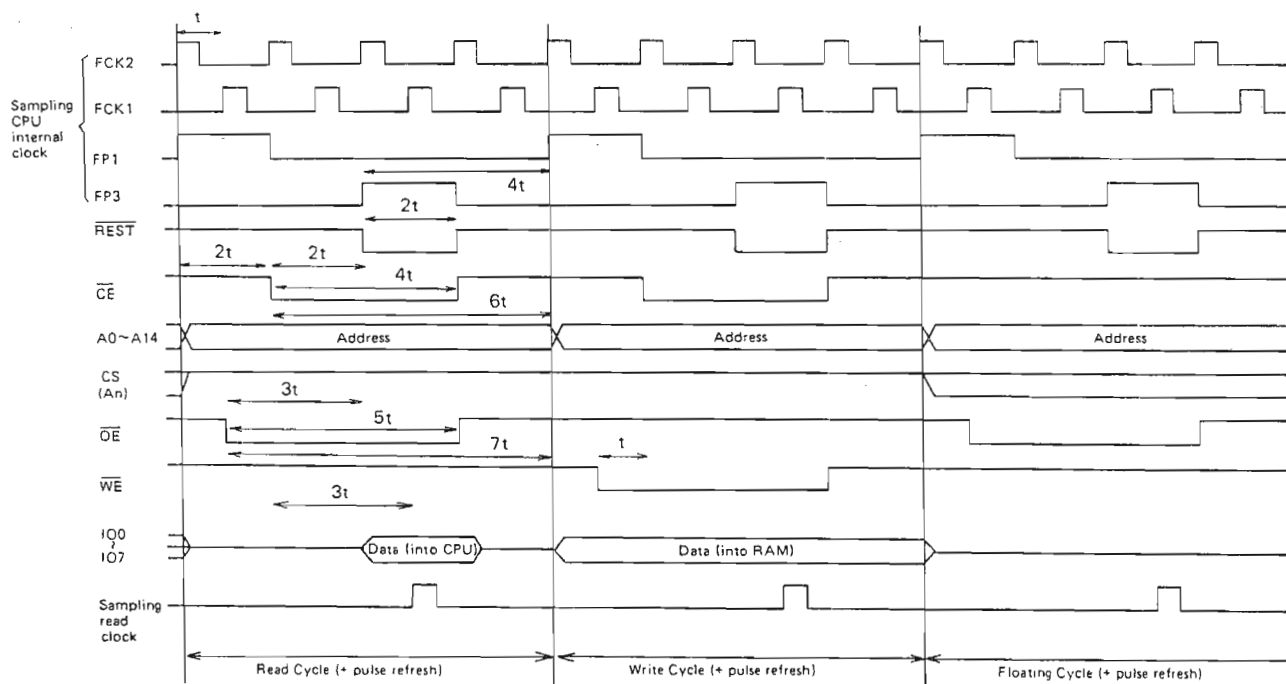 t
FCK2
Sampling
CPU
internal
clock
FCK1
FP1
4t
FP3
2t
REST
2t
2t
4t
CE
6t
A0~A14
Address
Address
Address
CS
(An)
3t
5t
OE
7t
t
WE
3t
IO0
~
IO7
Data (into CPU)
Data (into RAM)
Sampling
read
clock
Read Cycle (+ pulse refresh)
Write Cycle (+ pulse refresh)
Floating Cycle (+ pulse refresh)